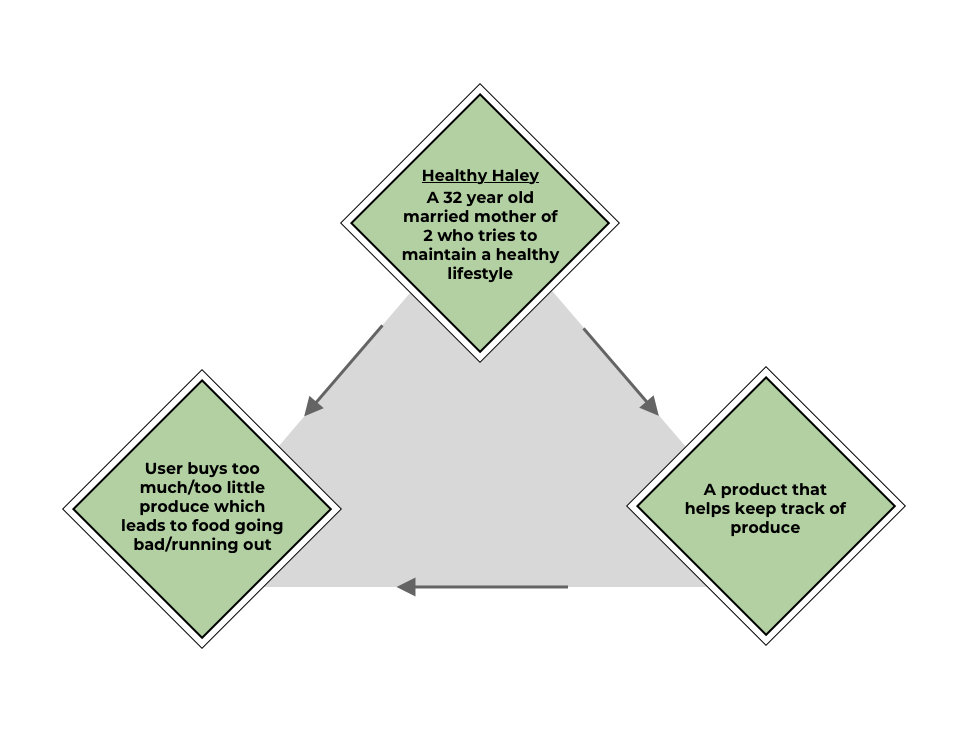 Healthy Haley
A 32 year old
married mother of
2 who tries to
maintain a healthy
lifestyle
User buys too
much/too little
produce which
leads to food going
bad/running out
A product that
helps keep track of
produce